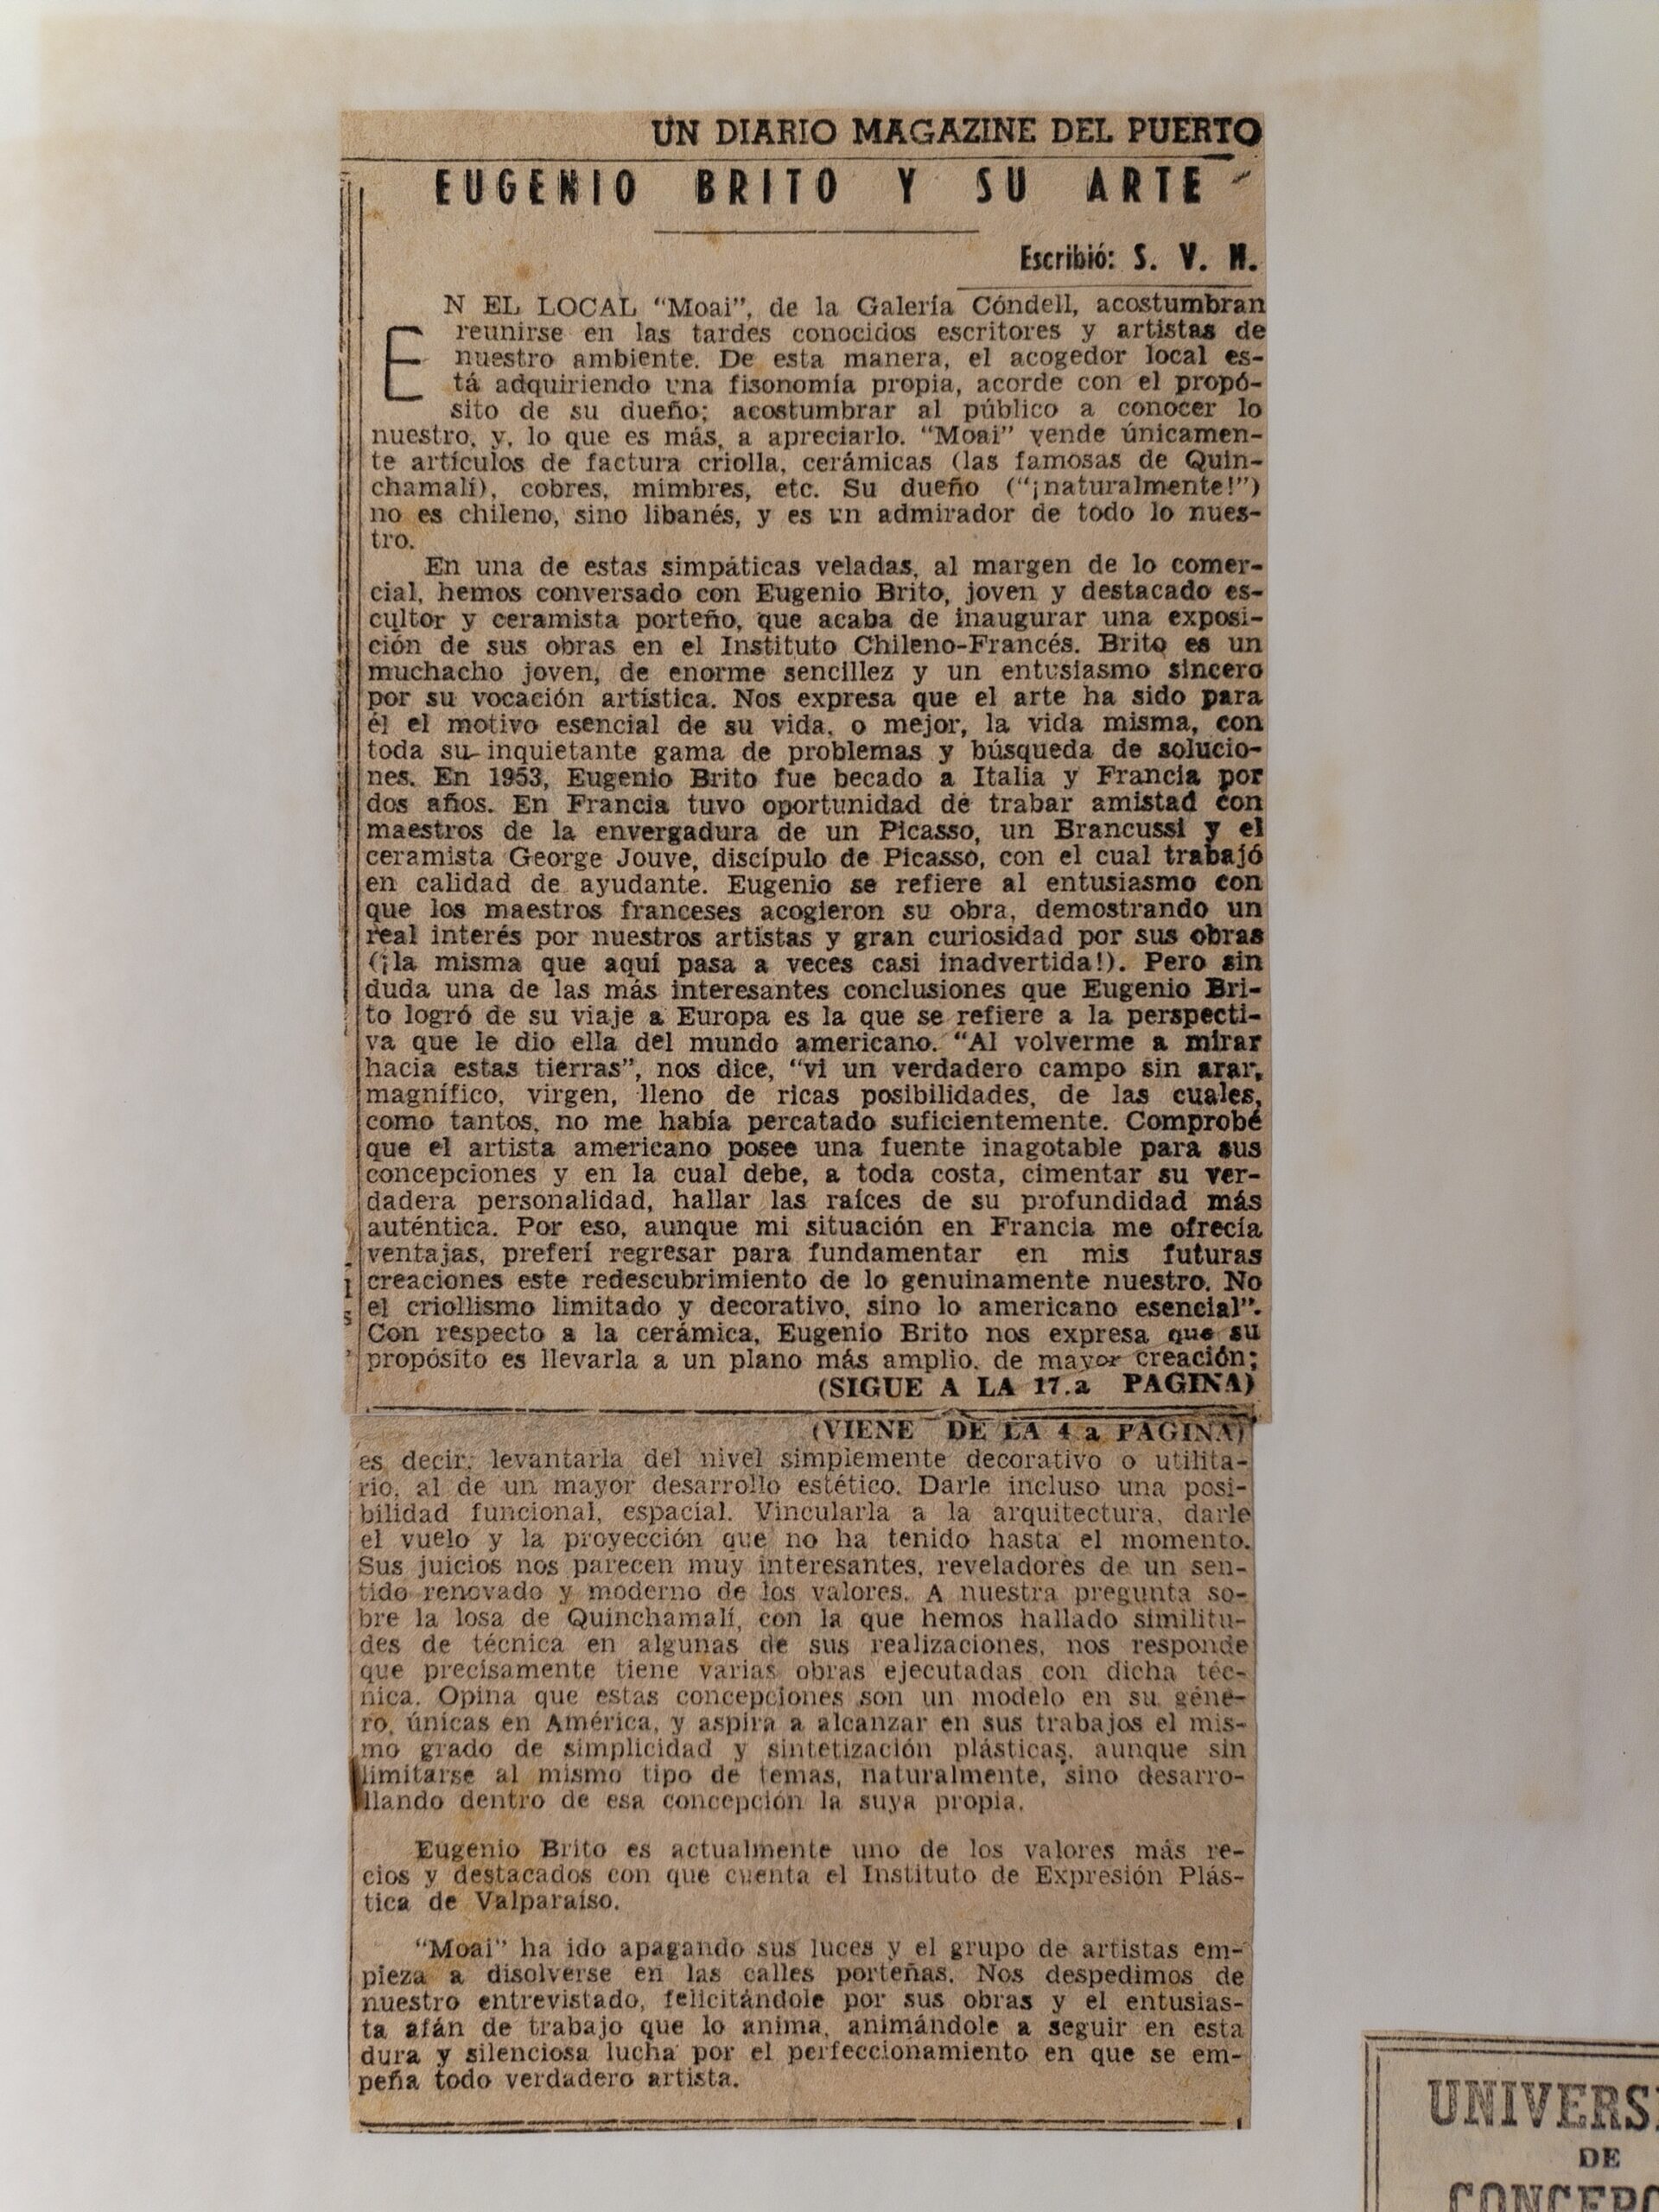 UN DIARIO MAGAZINE DEL PUERTO
EUGENIO BRITO Y SU ARTE
Escribió: S. V. M.
EN EL LOCAL “Moai”, de la Galería Cóndell, acostumbran
reunirse en las tardes conocidos escritores y artistas de
nuestro ambiente. De esta manera, el acogedor local es-
tá adquiriendo una fisonomía propia, acorde con el propó-
sito de su dueño; acostumbrar al público a conocer lo
nuestro, y, lo que es más, a apreciarlo. “Moai” vende únicamen-
te artículos de factura criolla, cerámicas (las famosas de Quin-
chamalí), cobres, mimbres, etc. Su dueño (“¡naturalmente!”)
no es chileno, sino libanés, y es un admirador de todo lo nues-
tro.
En una de estas simpáticas veladas, al margen de lo comer-
cial, hemos conversado con Eugenio Brito, joven y destacado es-
cultor y ceramista porteño, que acaba de inaugurar una exposi-
ción de sus obras en el Instituto Chileno-Francés. Brito es un
muchacho joven, de enorme sencillez y un entusiasmo sincero
por su vocación artística. Nos expresa que el arte ha sido para
él el motivo esencial de su vida, o mejor, la vida misma, con
toda su inquietante gama de problemas y búsqueda de solucio-
nes. En 1953, Eugenio Brito fue becado a Italia y Francia por
dos años. En Francia tuvo oportunidad de trabar amistad con
maestros de la envergadura de un Picasso, un Brancussi y el
ceramista George Jouve, discípulo de Picasso, con el cual trabajó
en calidad de ayudante. Eugenio se refiere al entusiasmo con
que los maestros franceses acogieron su obra, demostrando un
real interés por nuestros artistas y gran curiosidad por sus obras
(¡la misma que aquí pasa a veces casi inadvertida!). Pero sin
duda una de las más interesantes conclusiones que Eugenio Bri-
to logró de su viaje a Europa es la que se refiere a la perspecti-
va que le dio ella del mundo americano. “Al volverme a mirar
hacia estas tierras”, nos dice, “vi un verdadero campo sin arar,
magnífico, virgen, lleno de ricas posibilidades, de las cuales,
como tantos, no me había percatado suficientemente. Comprobé
que el artista americano posee una fuente inagotable para sus
concepciones y en la cual debe, a toda costa, cimentar su ver-
dadera personalidad, hallar las raíces de su profundidad más
auténtica. Por eso, aunque mi situación en Francia me ofrecía
ventajas, preferí regresar para fundamentar en mis futuras
creaciones este redescubrimiento de lo genuinamente nuestro. No
el criollismo limitado y decorativo, sino lo americano esencial”.
Con respecto a la cerámica, Eugenio Brito nos expresa que su
propósito es llevarla a un plano más amplio, de mayor creación;
(SIGUE A LA 17.a PAGINA)
(VIENE DE LA 4 a PAGINA)
es decir, levantarla del nivel simplemente decorativo o utilita-
rio, al de un mayor desarrollo estético. Darle incluso una posi-
bilidad funcional, espacial. Vincularla a la arquitectura, darle
el vuelo y la proyección que no ha tenido hasta el momento.
Sus juicios nos parecen muy interesantes, reveladores de un sen-
tido renovado y moderno de los valores. A nuestra pregunta so-
bre la losa de Quinchamalí, con la que hemos hallado similitu-
des de técnica en algunas de sus realizaciones, nos responde
que precisamente tiene varias obras ejecutadas con dicha téc-
nica. Opina que estas concepciones son un modelo en su géne-
ro, únicas en América, y aspira a alcanzar en sus trabajos el mis-
mo grado de simplicidad y sintetización plásticas, aunque sin
limitarse al mismo tipo de temas, naturalmente, sino desarro-
llando dentro de esa concepción la suya propia.
Eugenio Brito es actualmente uno de los valores más re-
cios y destacados con que cuenta el Instituto de Expresión Plás-
tica de Valparaíso.
“Moai” ha ido apagando sus luces y el grupo de artistas em-
pieza a disolverse en las calles porteñas. Nos despedimos de
nuestro entrevistado, felicitándole por sus obras y el entusias-
ta afán de trabajo que lo anima, animándole a seguir en esta
dura y silenciosa lucha por el perfeccionamiento en que se em-
peña todo verdadero artista.
UNIVERSI
DE
CONCEPC